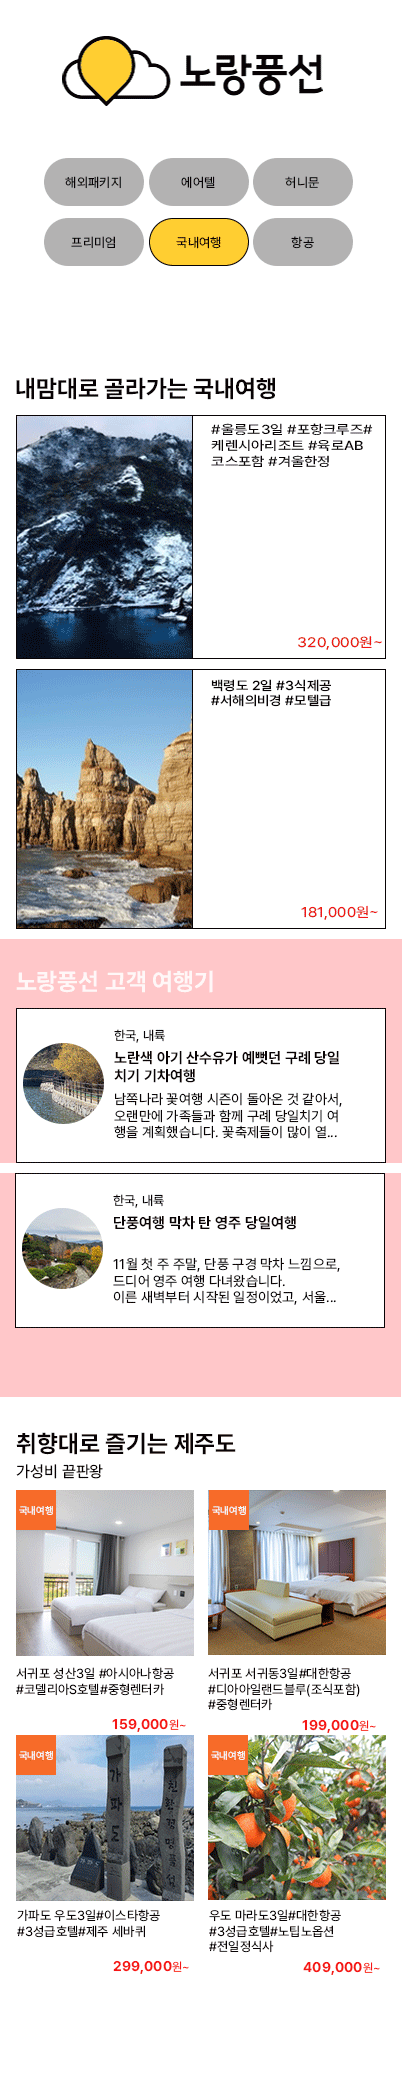 노랑풍선
해외패키지 에어텔 허니문
프리미엄 국내여행 항공
내맘대로 골라가는 국내여행
#울릉도3일 #포항크루즈#
케렌시아리조트 #육로AB
코스포함 #겨울한정
320,000원~
백령도 2일 #3식제공
#서해의비경 #모텔급
181,000원~
노랑풍선 고객 여행기
한국, 내륙
노란색 아기 산수유가 예뻤던 구례 당일
치기 기차여행
남쪽나라 꽃여행 시즌이 돌아온 것 같아서,
오랜만에 가족들과 함께 구례 당일치기 여
행을 계획했습니다. 꽃축제들이 많이 열...
한국, 내륙
단풍여행 막차 탄 영주 당일여행
11월 첫 주 주말, 단풍 구경 막차 느낌으로,
드디어 영주 여행 다녀왔습니다.
이른 새벽부터 시작된 일정이었고, 서울...
취향대로 즐기는 제주도
가성비 끝판왕
국내여행
서귀포 성산3일 #아시아나항공
#코델리아S호텔#중형렌터카
159,000원~
국내여행
서귀포 서귀동3일#대한항공
#디아아일랜드블루(조식포함)
#중형렌터카
199,000원~
국내여행
가파도
친환경 명품섬
가파도 우도3일#이스타항공
#3성급호텔#제주 세바퀴
299,000원~
국내여행
우도 마라도3일#대한항공
#3성급호텔#노팁노옵션
#전일정식사
409,000원~